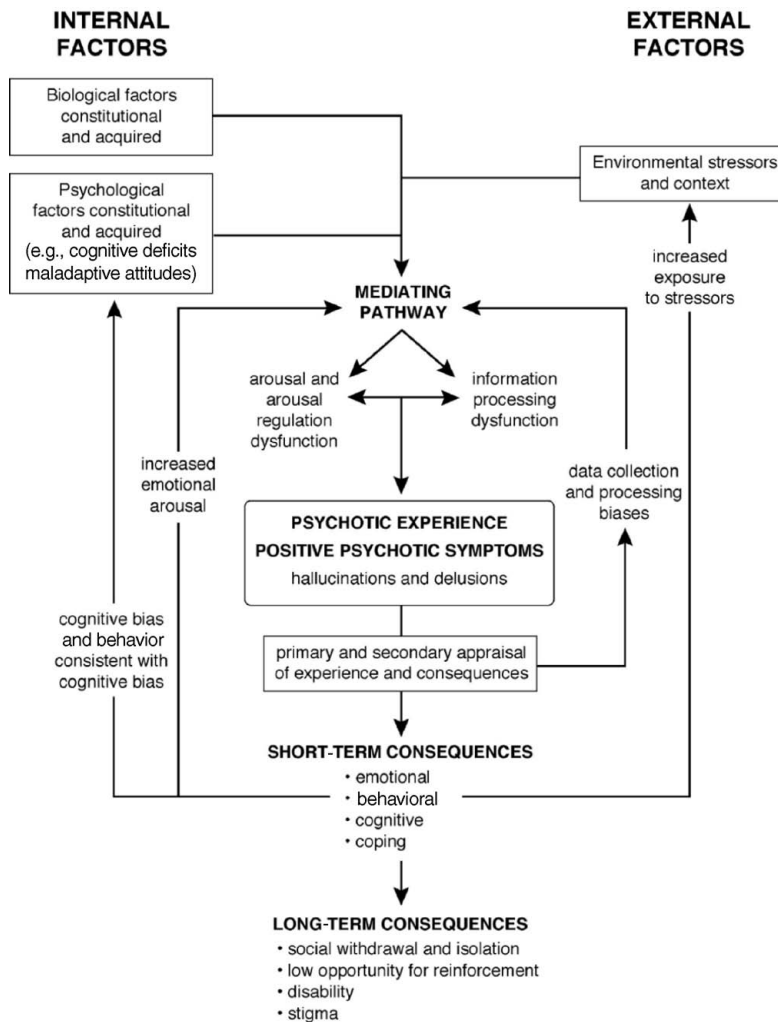 INTERNAL
FACTORS
EXTERNAL
FACTORS
Biological factors
constitutional
and acquired
Environmental stressors
and context
Psychological
factors constitutional
and acquired
(e.g., cognitive deficits
maladaptive attitudes)
increased
exposure
to stressors
MEDIATING
PATHWAY
arousal and
arousal
regulation
dysfunction
information
processing
dysfunction
increased
emotional
arousal
data collection
and processing
biases
PSYCHOTIC EXPERIENCE
POSITIVE PSYCHOTIC SYMPTOMS
hallucinations and delusions
cognitive bias
and behavior
consistent with
cognitive bias
primary and secondary appraisal
of experience and consequences
SHORT-TERM CONSEQUENCES
• emotional
• behavioral
• cognitive
• coping
LONG-TERM CONSEQUENCES
• social withdrawal and isolation
• low opportunity for reinforcement
• disability
• stigma